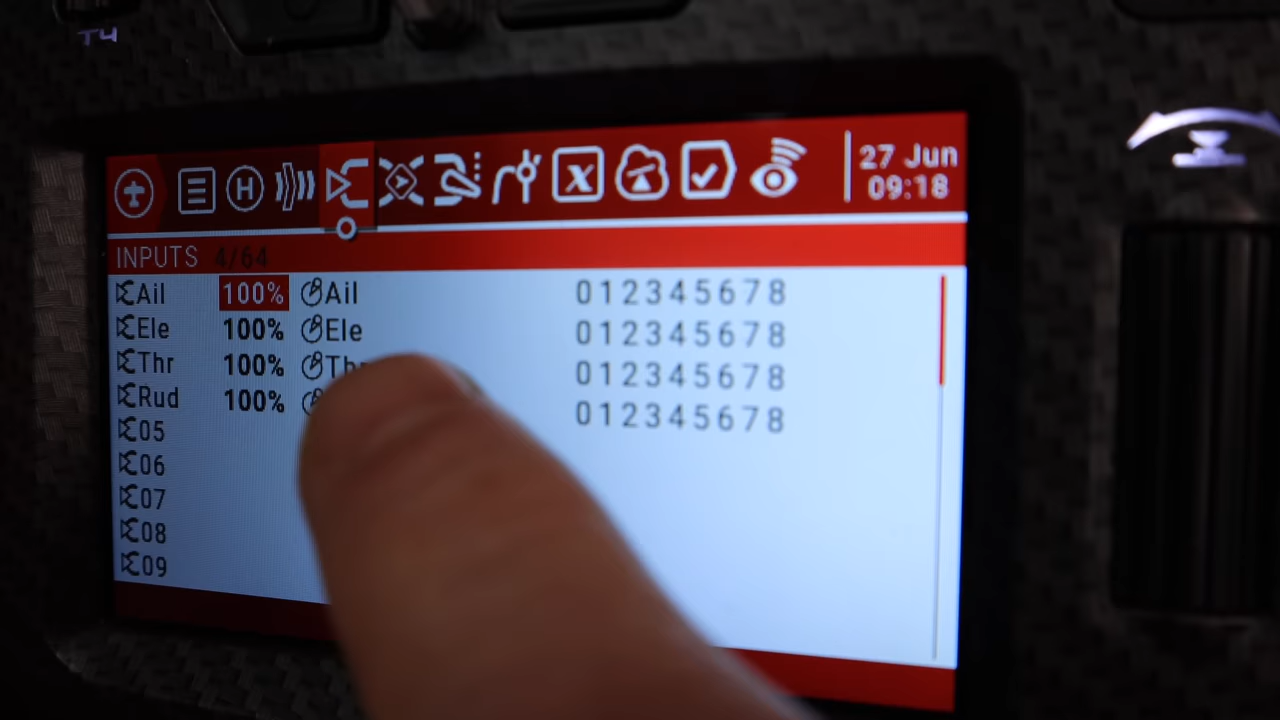 T4
27 Jun
09:18
INPUTS 4/64
Ail 100% Ail 012345678
Ele 100% Ele 012345678
Thr 100% Thr 012345678
Rud 100% 012345678
05
06
07
08
09